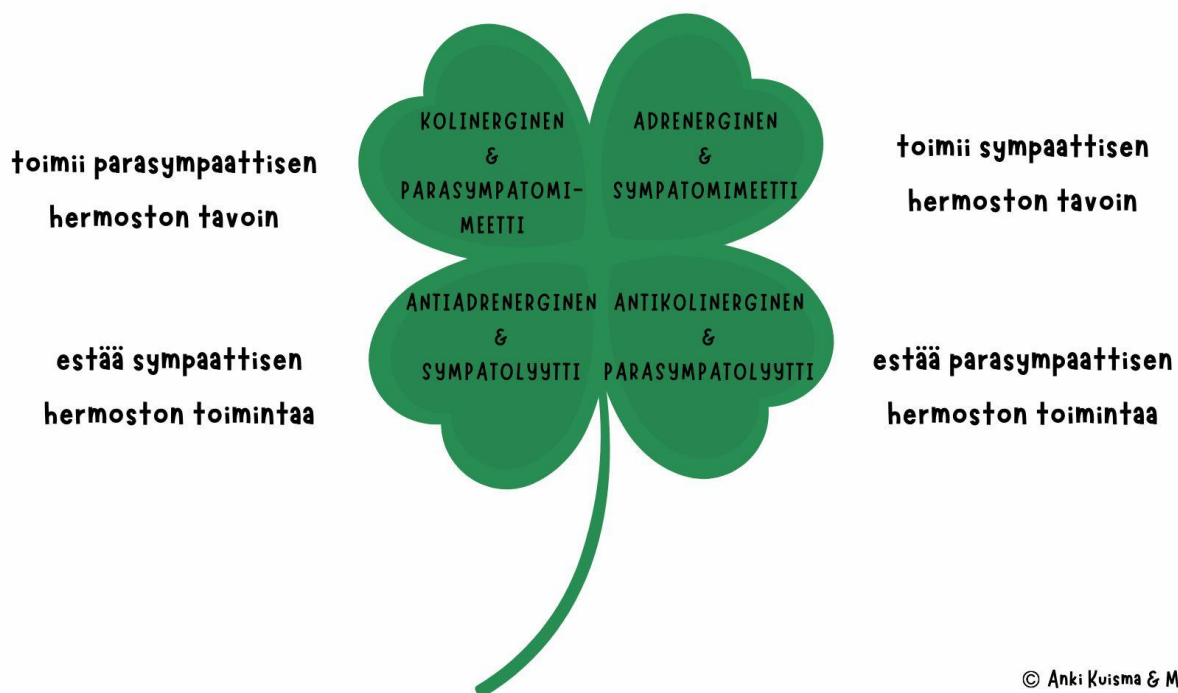 toimii parasympaattisen
hermoston tavoin
KOLINERGINEN
&
PARASYMPATOMI-
MEETTI
ADRENERGINEN
&
SYMPATOMIMEETTI
toimii sympaattisen
hermoston tavoin
estää sympaattisen
hermoston toimintaa
ANTIADRENERGINEN
&
SYMPATOLYYTTI
ANTIKOLINERGINEN
&
PARASYMPATOLYYTTI
estää parasympaattisen
hermoston toimintaa
© Anki Kuisma & M